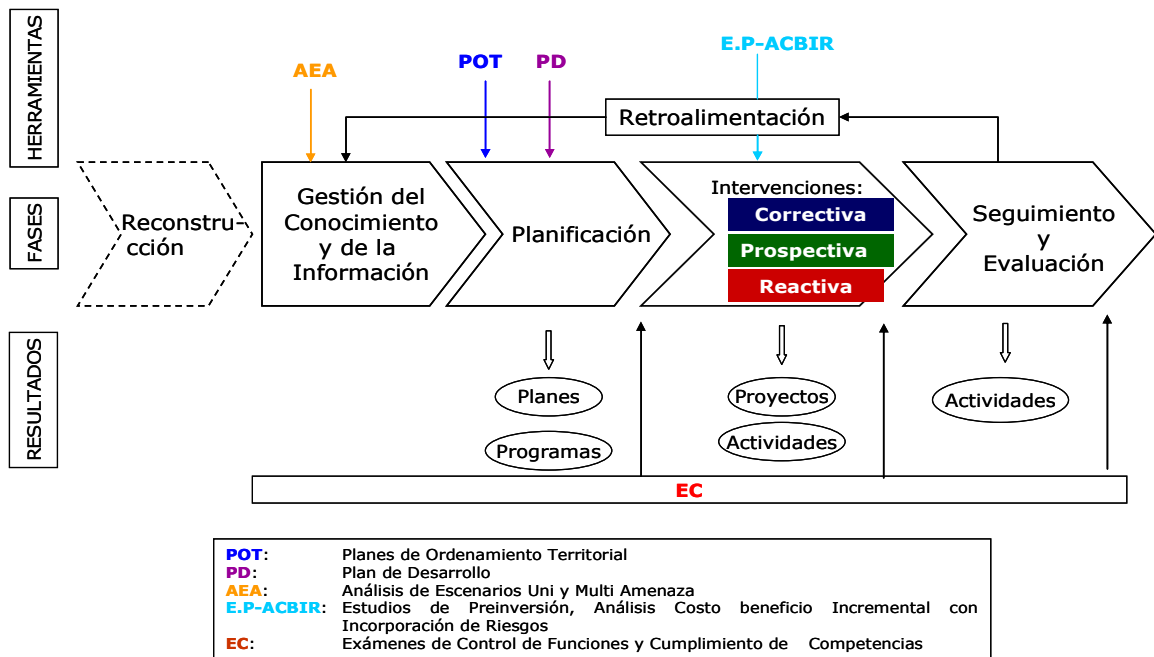 HERRAMIENTAS
E.P-ACBIR
AEA
POT
PD
Retroalimentación
FASES
Reconstru-
cción
Gestión del
Conocimiento
y de la
Información
Planificación
Intervenciones:
Correctiva
Prospectiva
Reactiva
Seguimiento
y
Evaluación
RESULTADOS
Planes
Programas
Proyectos
Actividades
Actividades
EC
POT: Planes de Ordenamiento Territorial
PD: Plan de Desarrollo
AEA: Análisis de Escenarios Uni y Multi Amenaza
E.P-ACBIR: Estudios de Preinversión, Análisis Costo beneficio Incremental con
Incorporación de Riesgos
EC: Exámenes de Control de Funciones y Cumplimiento de Competencias